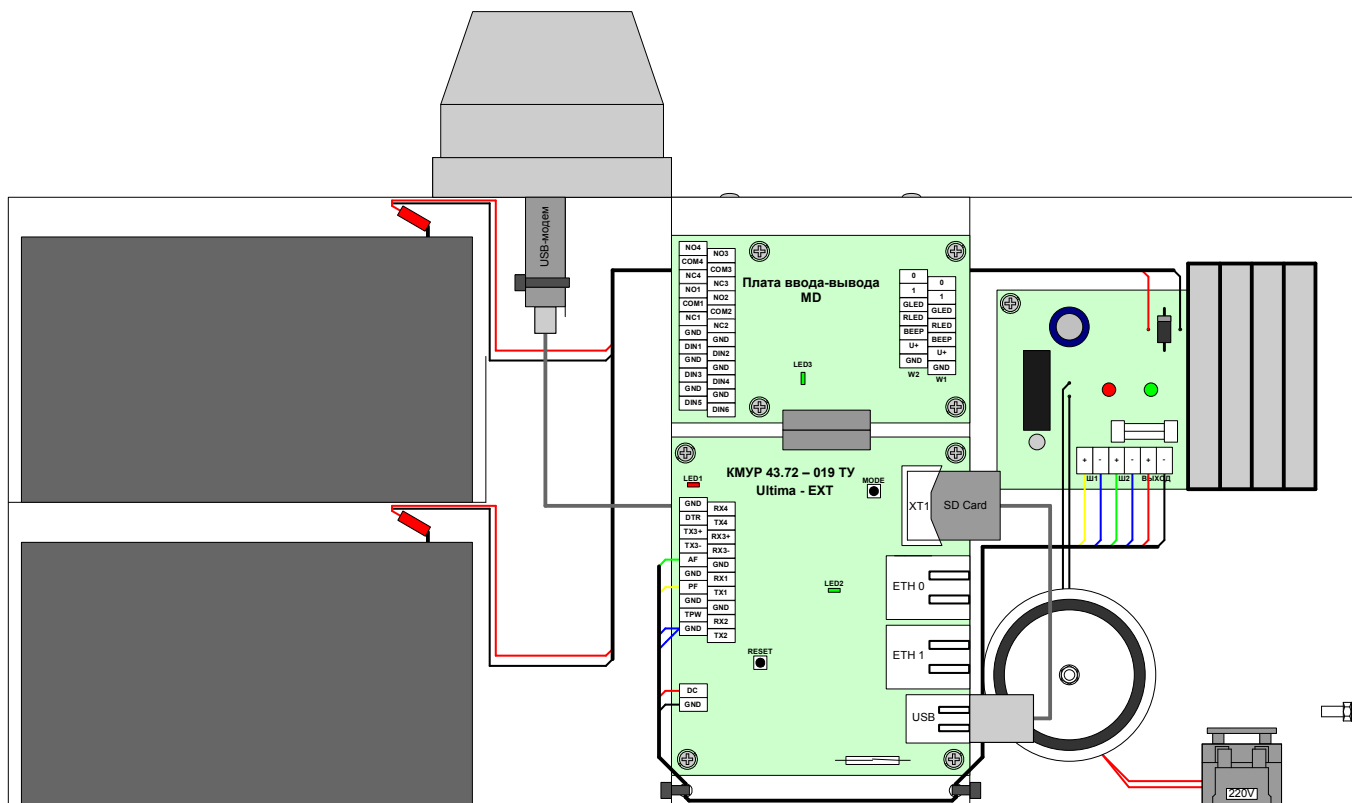 USB-модем
NO4
COM4
NC4
NO1
COM1
NC1
GND
DIN1
GND
DIN3
GND
DIN5
NO3
COM3
NC3
NO2
COM2
NC2
GND
DIN2
GND
DIN4
GND
DIN6
Плата ввода-вывода
MD
LED3
0
1
GLED
RLED
BEEP
U+
GND
W2
0
1
GLED
RLED
BEEP
U+
GND
W1
+ - + - + -
Ш1 Ш2 ВЫХОД
КМУР 43.72 – 019 ТУ
Ultima - EXT
LED1
MODE
XT1
SD Card
GND
DTR
TX3+
TX3-
AF
GND
PF
GND
TPW
GND
RX4
TX4
RX3+
RX3-
GND
RX1
TX1
GND
RX2
TX2
LED2
ETH 0
ETH 1
RESET
DC
GND
USB
220V